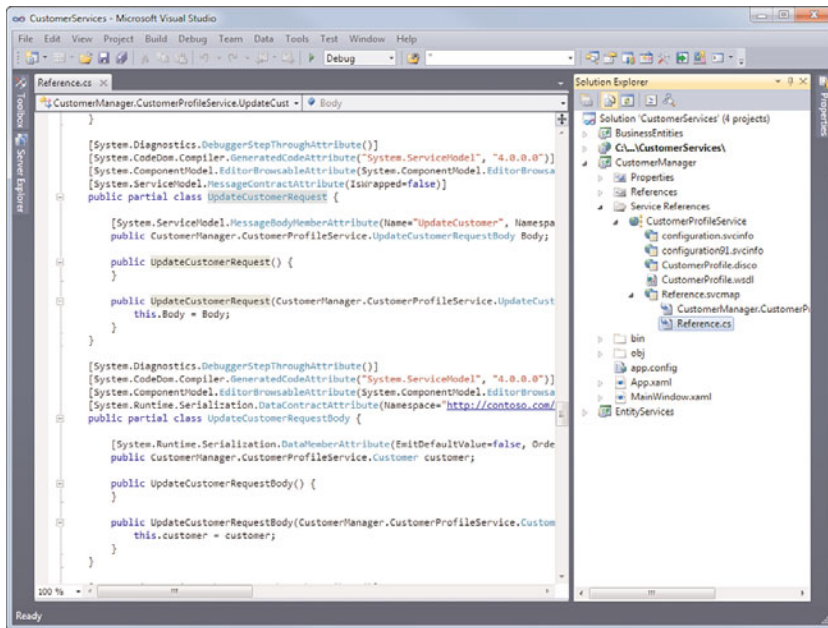 CustomerServices - Microsoft Visual Studio
File Edit View Project Build Debug Team Data Tools Test Window Help
Debug
Toolbox
Server Explorer
Reference.cs
CustomerManager.CustomerProfileService.UpdateCust
Body
}
[System.Diagnostics.DebuggerStepThroughAttribute()]
[System.CodeDom.Compiler.GeneratedCodeAttribute("System.ServiceModel", "4.0.0.0")]
[System.ComponentModel.EditorBrowsableAttribute(System.ComponentModel.EditorBrowsa
[System.ServiceModel.MessageContractAttribute(IsWrapped=false)]
public partial class UpdateCustomerRequest {
[System.ServiceModel.MessageBodyMemberAttribute(Name="UpdateCustomer", Namespa
public CustomerManager.CustomerProfileService.UpdateCustomerRequestBody Body;
public UpdateCustomerRequest() {
}
public UpdateCustomerRequest(CustomerManager.CustomerProfileService.UpdateCust
this.Body = Body;
}
}
[System.Diagnostics.DebuggerStepThroughAttribute()]
[System.CodeDom.Compiler.GeneratedCodeAttribute("System.ServiceModel", "4.0.0.0")]
[System.ComponentModel.EditorBrowsableAttribute(System.ComponentModel.EditorBrowsa
[System.Runtime.Serialization.DataContractAttribute(Namespace="http://contoso.com/
public partial class UpdateCustomerRequestBody {
[System.Runtime.Serialization.DataMemberAttribute(EmitDefaultValue=false, Orde
public CustomerManager.CustomerProfileService.Customer customer;
public UpdateCustomerRequestBody() {
}
public UpdateCustomerRequestBody(CustomerManager.CustomerProfileService.Custom
this.customer = customer;
}
}
100 %
Solution Explorer
Solution 'CustomerServices' (4 projects)
BusinessEntities
C:\...\CustomerServices\
CustomerManager
Properties
References
Service References
CustomerProfileService
configuration.svcinfo
configuration91.svcinfo
CustomerProfile.disco
CustomerProfile.wsdl
Reference.svcmap
CustomerManager.CustomerPr
Reference.cs
bin
obj
app.config
App.xaml
MainWindow.xaml
EntityServices
Properties
Ready